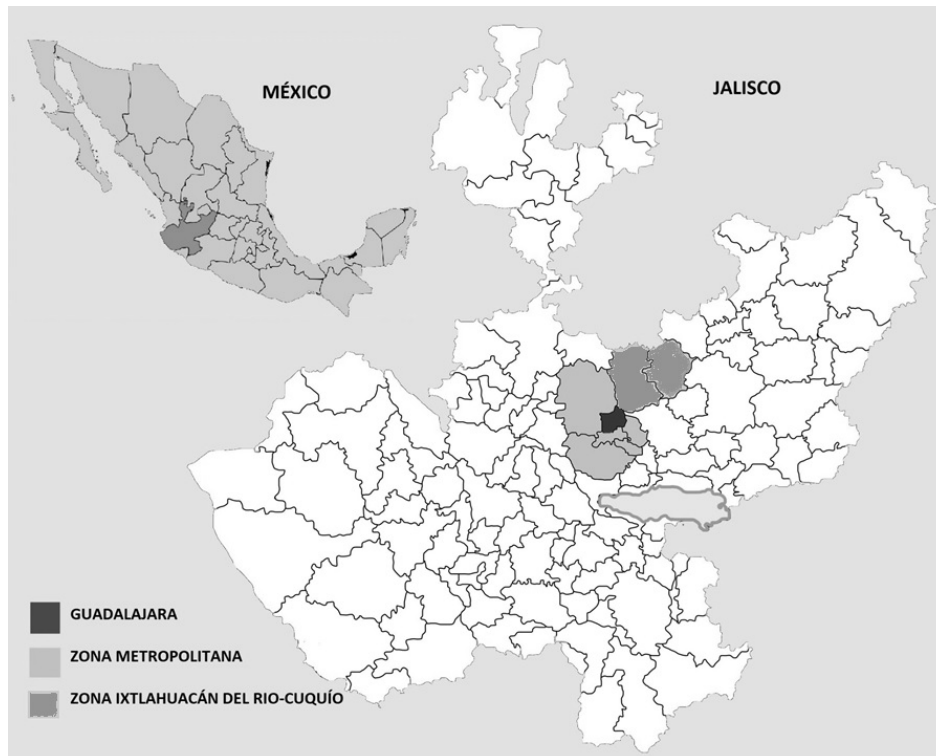 MÉXICO
JALISCO
GUADALAJARA
ZONA METROPOLITANA
ZONA IXTLAHUACÁN DEL RIO-CUQUÍO